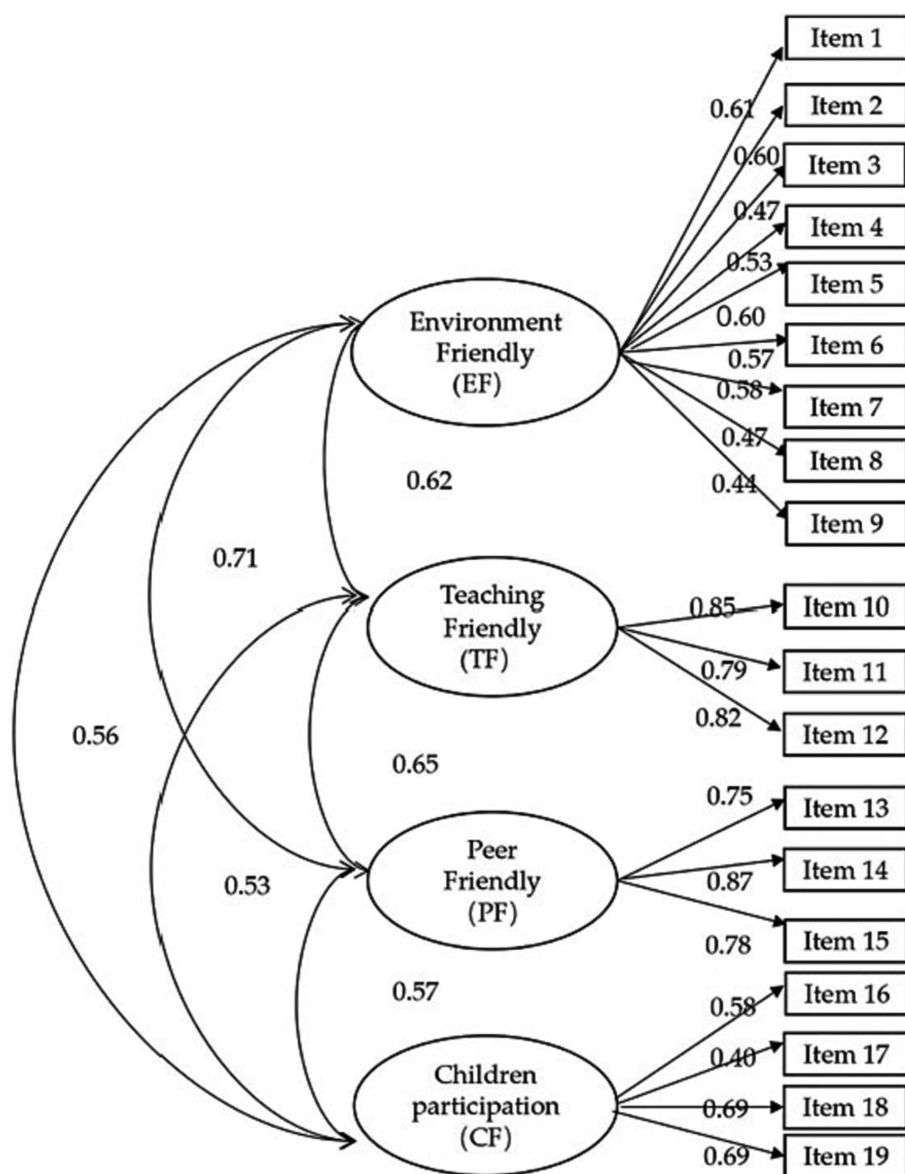 Item 1
0.61
Item 2
0.60
Item 3
0.47
Item 4
0.53
Item 5
0.60
Item 6
0.57
Item 7
0.58
Item 8
0.47
Item 9
0.44
Environment
Friendly
(EF)
0.62
0.71
Teaching
Friendly
(TF)
0.85
Item 10
0.79
Item 11
0.82
Item 12
0.56
0.65
Peer
Friendly
(PF)
0.75
Item 13
0.87
Item 14
0.78
Item 15
0.53
0.57
Children
participation
(CF)
0.58
Item 16
0.40
Item 17
0.69
Item 18
0.69
Item 19